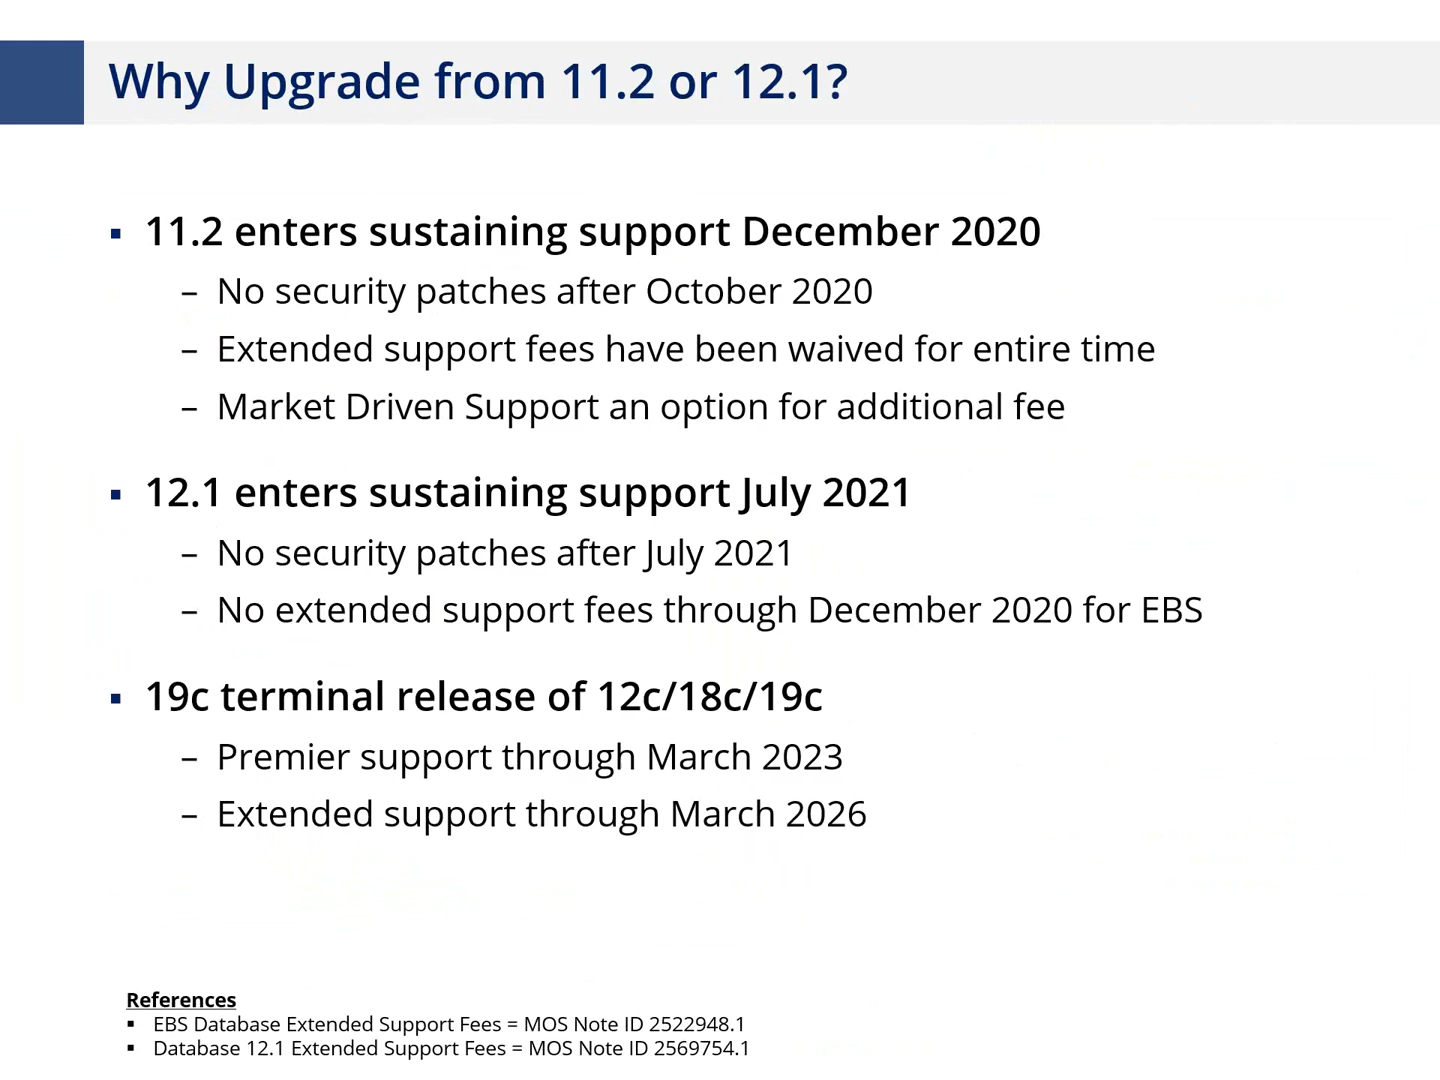 Why Upgrade from 11.2 or 12.1?
▪ 11.2 enters sustaining support December 2020
– No security patches after October 2020
– Extended support fees have been waived for entire time
– Market Driven Support an option for additional fee
▪ 12.1 enters sustaining support July 2021
– No security patches after July 2021
– No extended support fees through December 2020 for EBS
▪ 19c terminal release of 12c/18c/19c
– Premier support through March 2023
– Extended support through March 2026
References
▪ EBS Database Extended Support Fees = MOS Note ID 2522948.1
▪ Database 12.1 Extended Support Fees = MOS Note ID 2569754.1